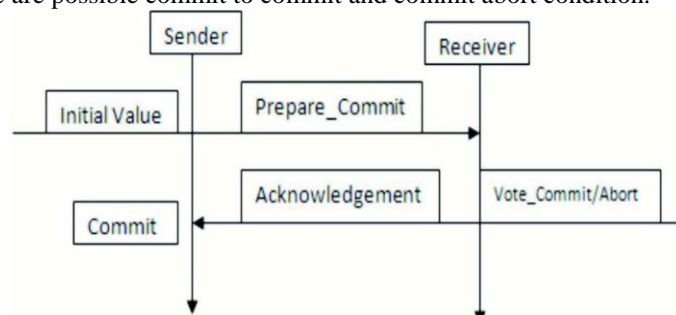 are possible commit to commit and commit abort condition.
Sender
Receiver
Initial Value
Prepare_Commit
Acknowledgement
Vote_Commit/Abort
Commit